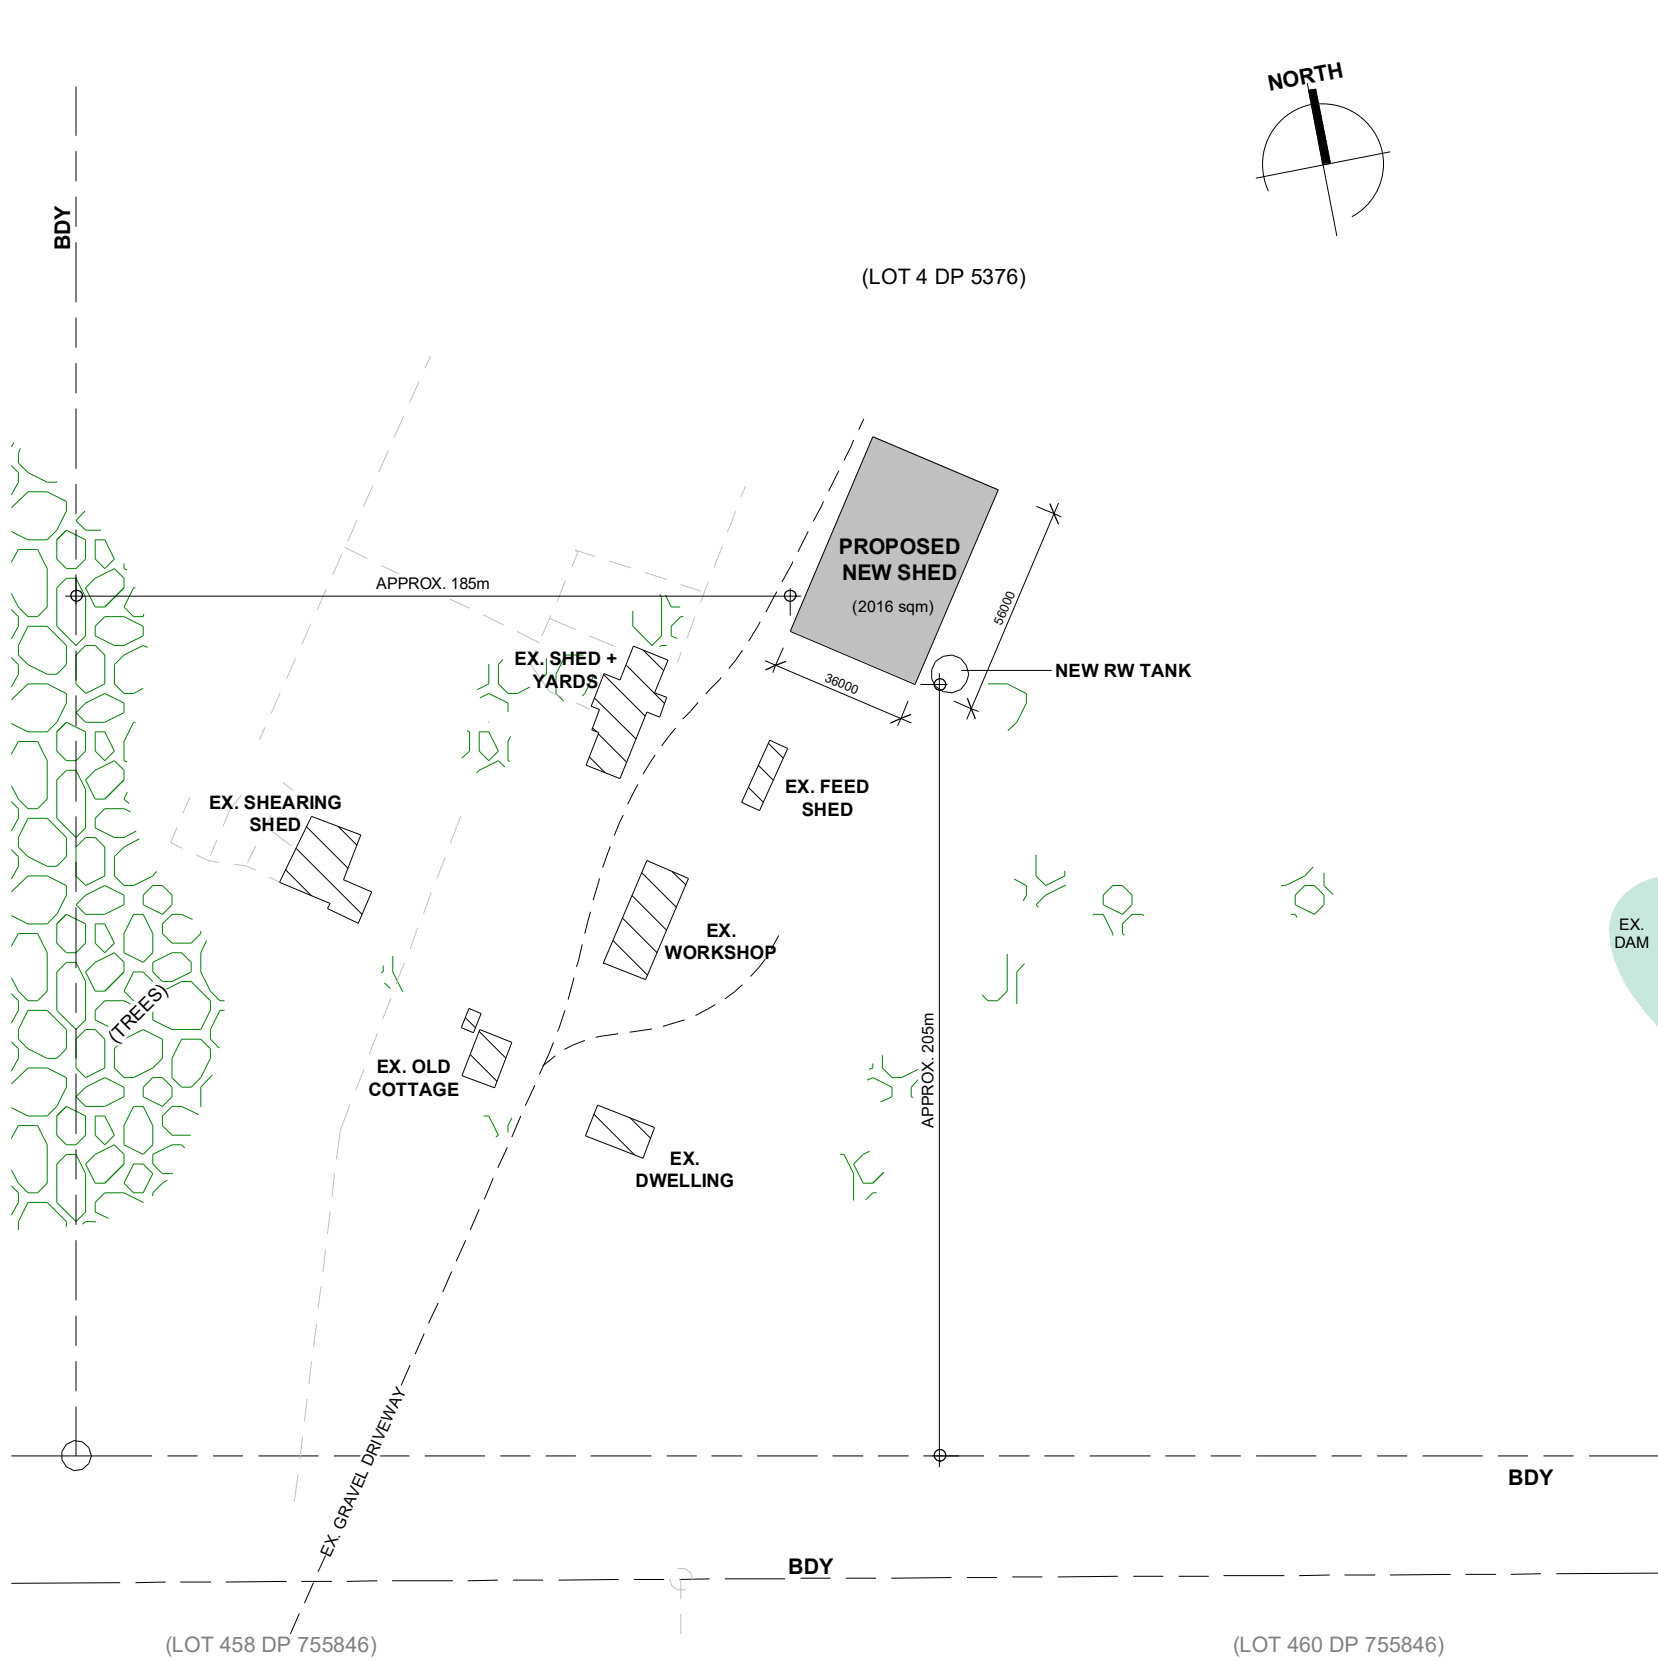 NORTH
BDY
(LOT 4 DP 5376)
PROPOSED
NEW SHED
(2016 sqm)
APPROX. 185m
56000
EX. SHED +
YARDS
36000
NEW RW TANK
EX. FEED
SHED
EX. SHEARING
SHED
EX.
WORKSHOP
EX.
DAM
(TREES)
EX. OLD
COTTAGE
APPROX. 205m
EX.
DWELLING
EX. GRAVEL DRIVEWAY
BDY
BDY
(LOT 458 DP 755846)
(LOT 460 DP 755846)